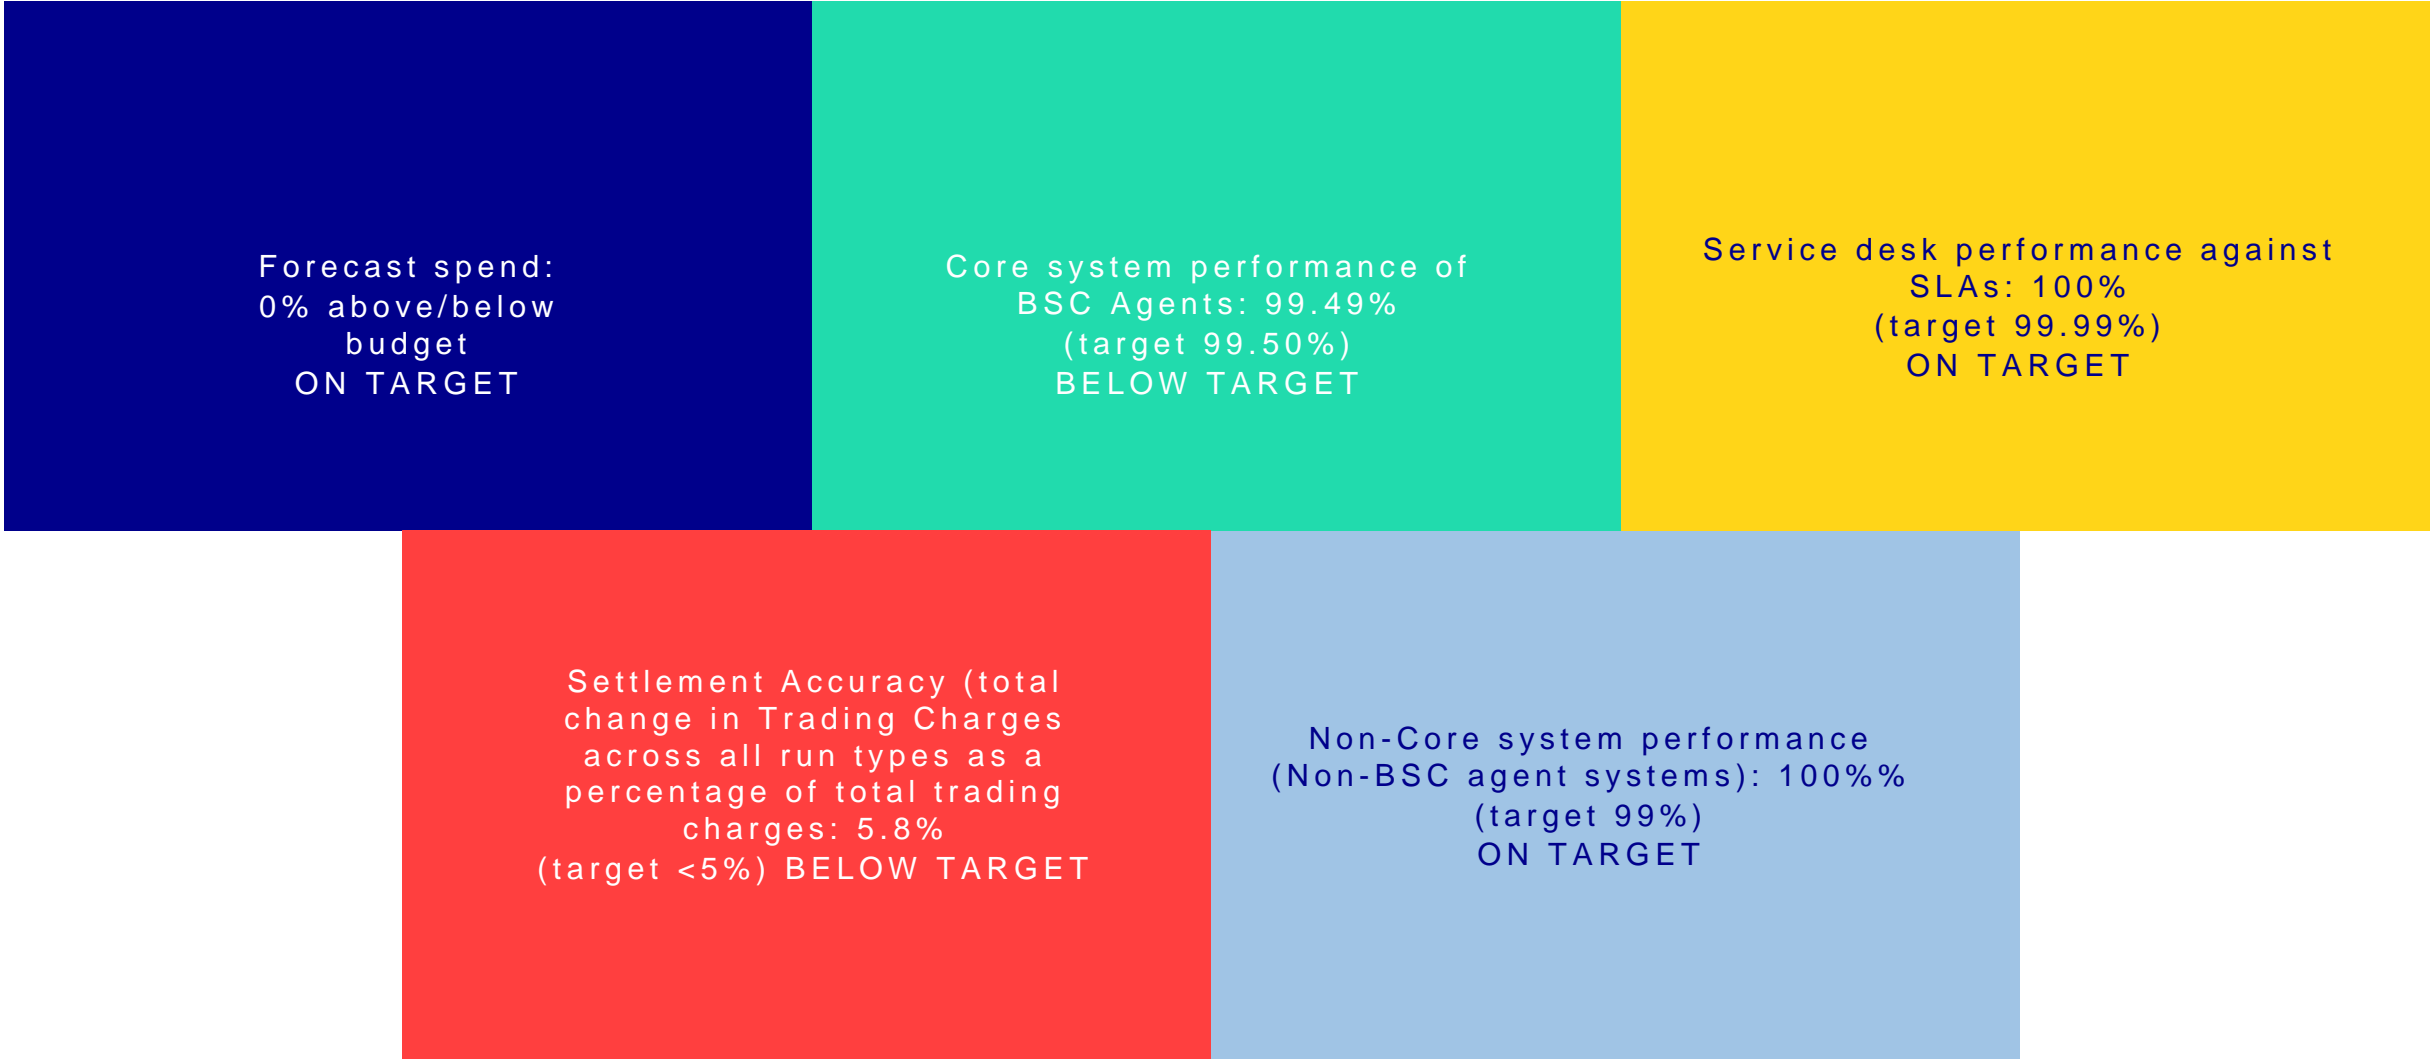 Forecast spend:
0% above/below
budget
ON TARGET
Core system performance of
BSC Agents: 99.49%
(target 99.50%)
BELOW TARGET
Service desk performance against
SLAs: 100%
(target 99.99%)
ON TARGET
Settlement Accuracy (total
change in Trading Charges
across all run types as a
percentage of total trading
charges: 5.8%
(target <5%) BELOW TARGET
Non-Core system performance
(Non-BSC agent systems): 100%%
(target 99%)
ON TARGET